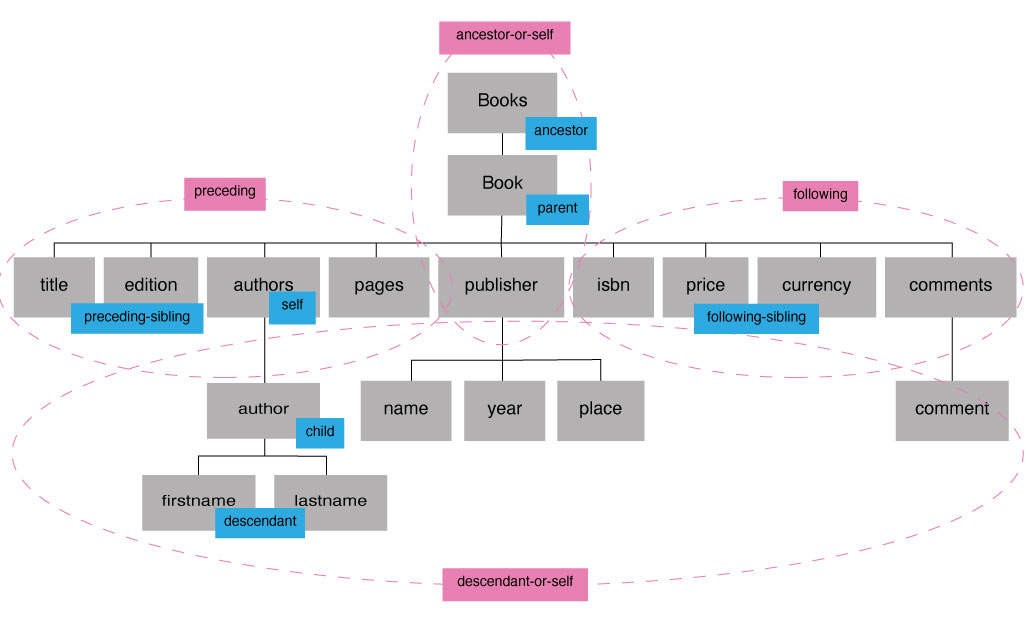 ancestor-or-self
Books
ancestor
Book
parent
preceding
following
title
edition
authors
pages
publisher
isbn
price
currency
comments
self
preceding-sibling
following-sibling
author
name
year
place
comment
child
firstname
lastname
descendant
descendant-or-self